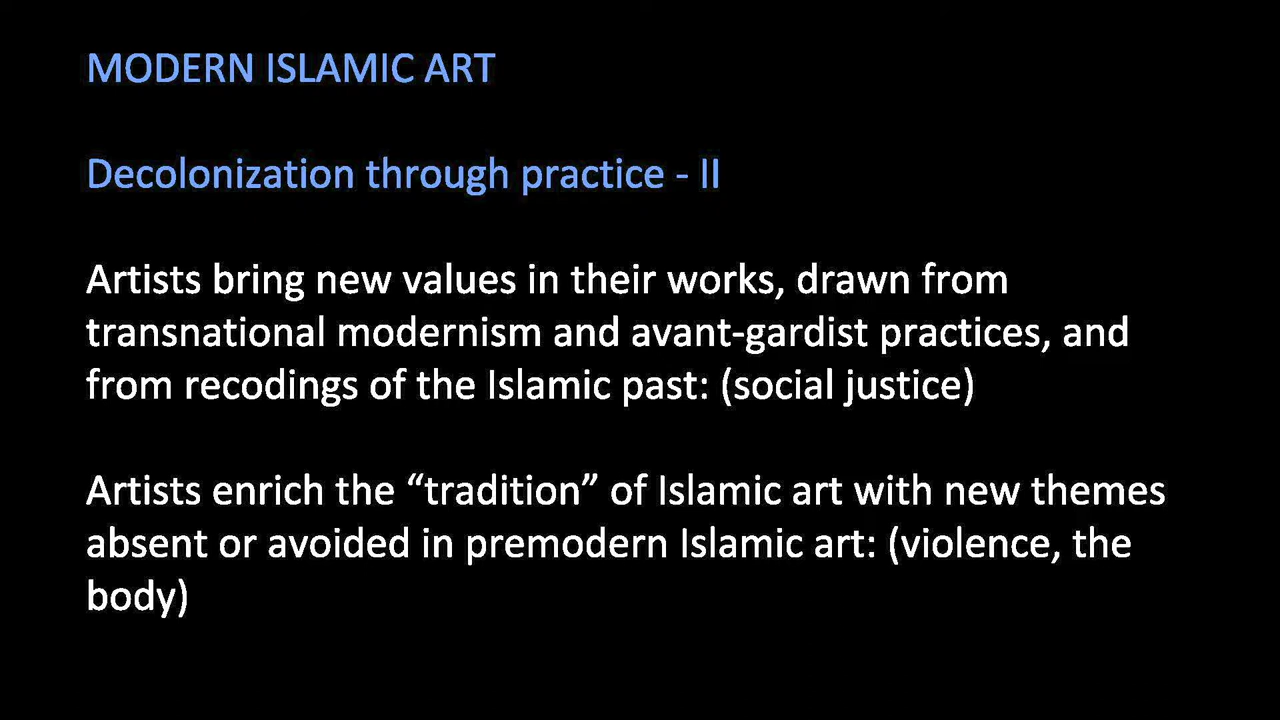 MODERN ISLAMIC ART
Decolonization through practice - II
Artists bring new values in their works, drawn from
transnational modernism and avant-gardist practices, and
from recodings of the Islamic past: (social justice)
Artists enrich the “tradition” of Islamic art with new themes
absent or avoided in premodern Islamic art: (violence, the
body)